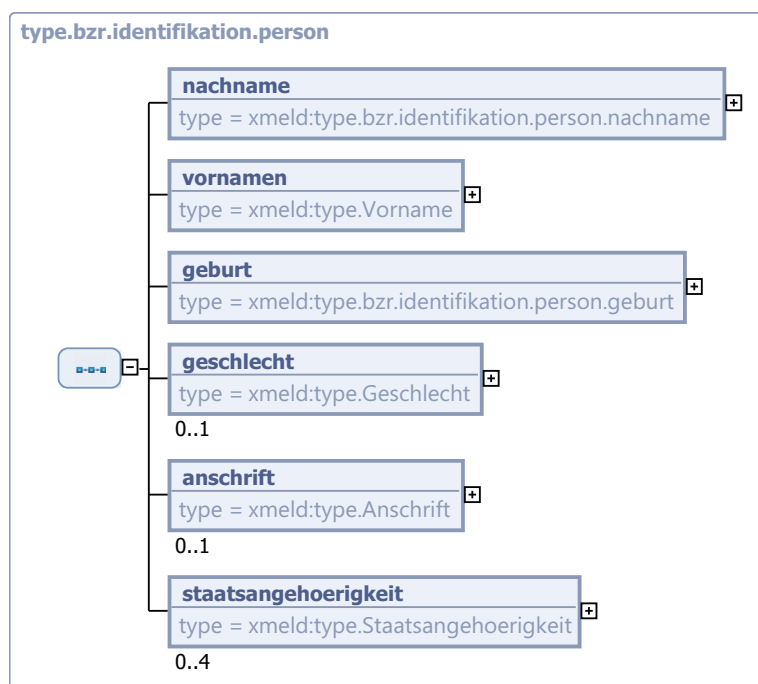 type.bzr.identifikation.person
nachname
type = xmeld:type.bzr.identifikation.person.nachname
vornamen
type = xmeld:type.Vorname
geburt
type = xmeld:type.bzr.identifikation.person.geburt
geschlecht
type = xmeld:type.Geschlecht
0..1
anschrift
type = xmeld:type.Anschrift
0..1
staatsangehoerigkeit
type = xmeld:type.Staatsangehoerigkeit
0..4